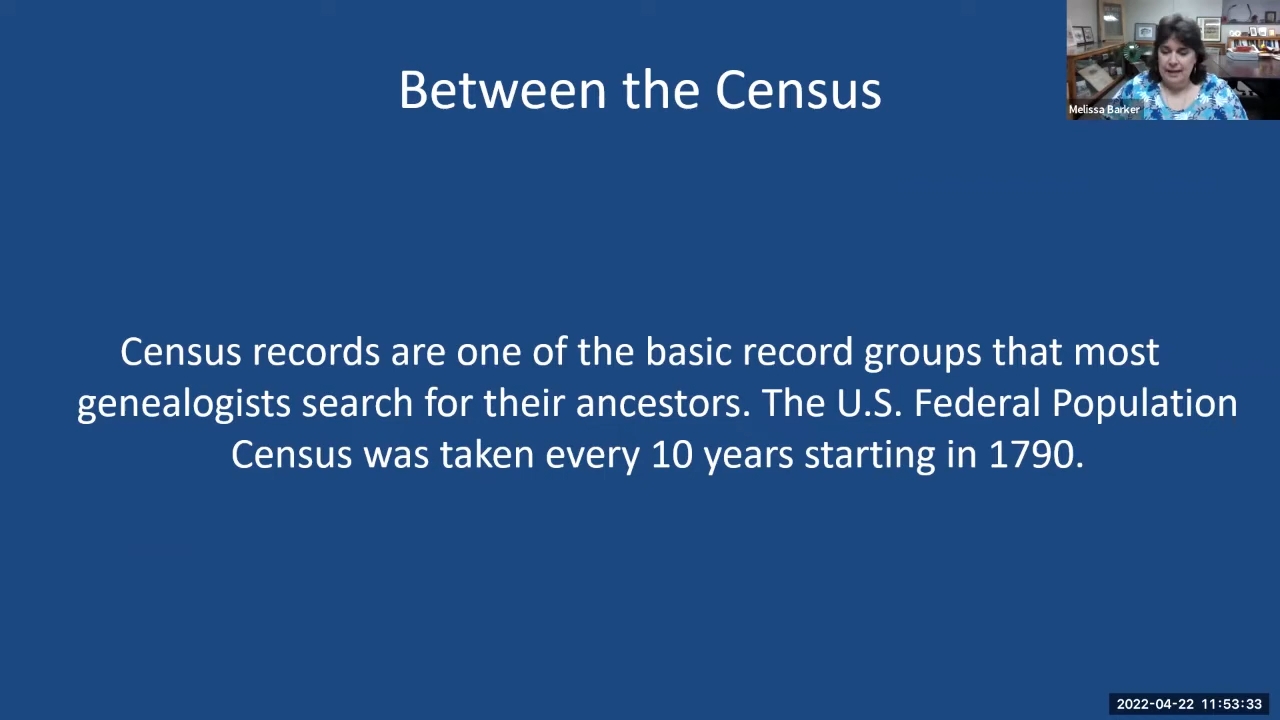 Between the Census
Melissa Barker
Census records are one of the basic record groups that most
genealogists search for their ancestors. The U.S. Federal Population
Census was taken every 10 years starting in 1790.
2022-04-22 11:53:33